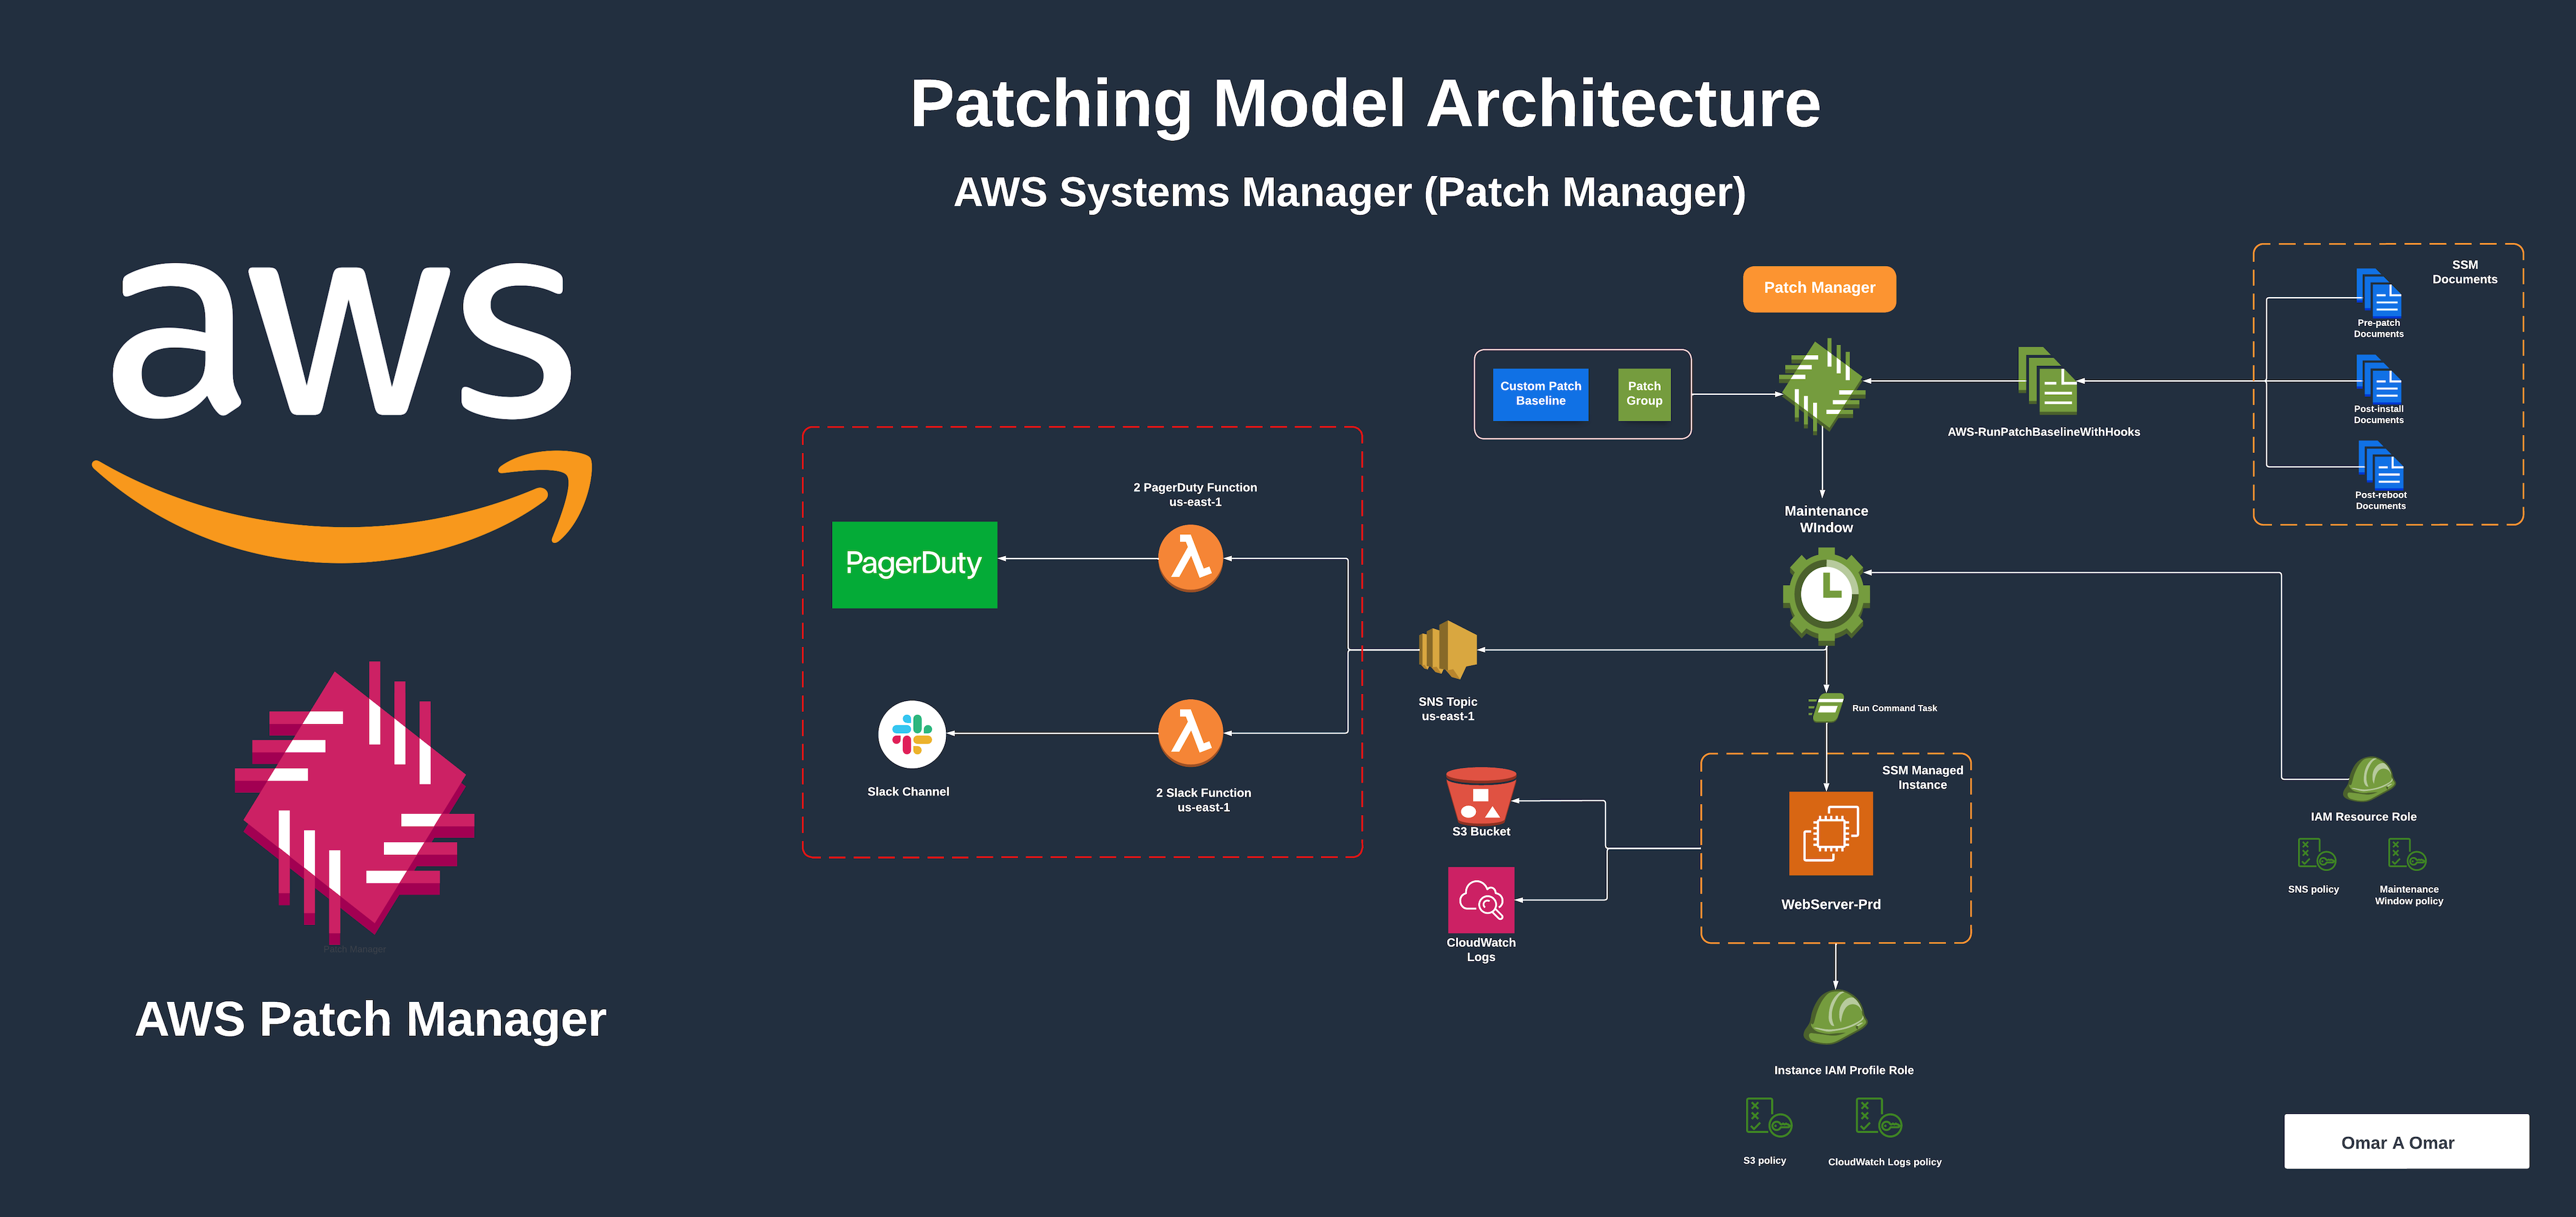 Patching Model Architecture
AWS Systems Manager (Patch Manager)
aws
Patch Manager
AWS Patch Manager
Patch Manager
Custom Patch
Baseline
Patch
Group
AWS-RunPatchBaselineWithHooks
SSM
Documents
Pre-patch
Documents
Post-install
Documents
Post-reboot
Documents
Maintenance
WIndow
2 PagerDuty Function
us-east-1
PagerDuty
Slack Channel
2 Slack Function
us-east-1
SNS Topic
us-east-1
Run Command Task
SSM Managed
Instance
WebServer-Prd
S3 Bucket
CloudWatch
Logs
IAM Resource Role
SNS policy
Maintenance
Window policy
Instance IAM Profile Role
S3 policy
CloudWatch Logs policy
Omar A Omar